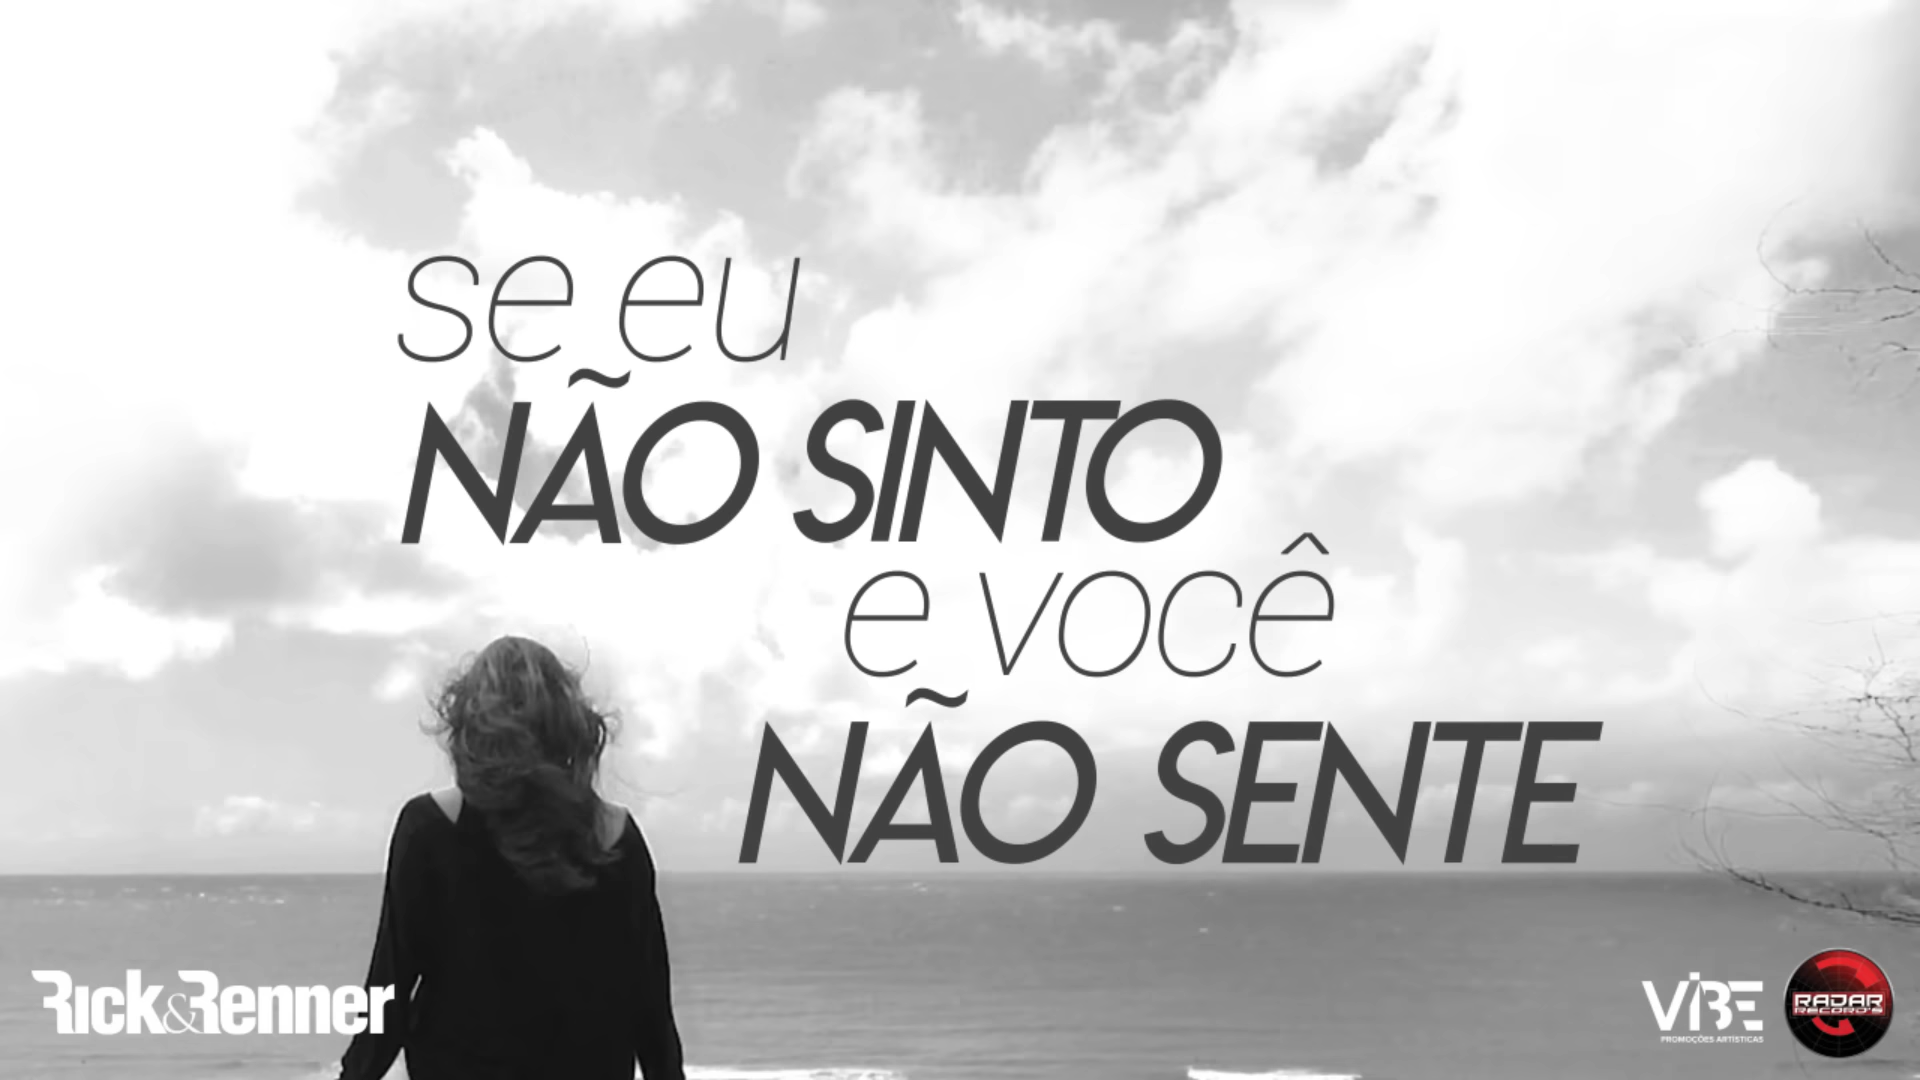 se eu
NÃO SINTO
e você
NÃO SENTE
Rick&Renner
VIBE
PROMOÇÕES ARTÍSTICAS
RADAR
RECORDS